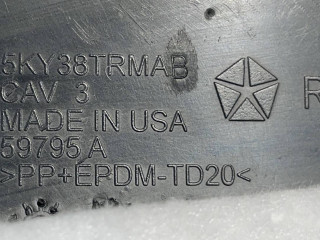 5KY38TRMAB
CAV 3
MADE IN USA
59795 A
>PP+EPDM-TD20<
R